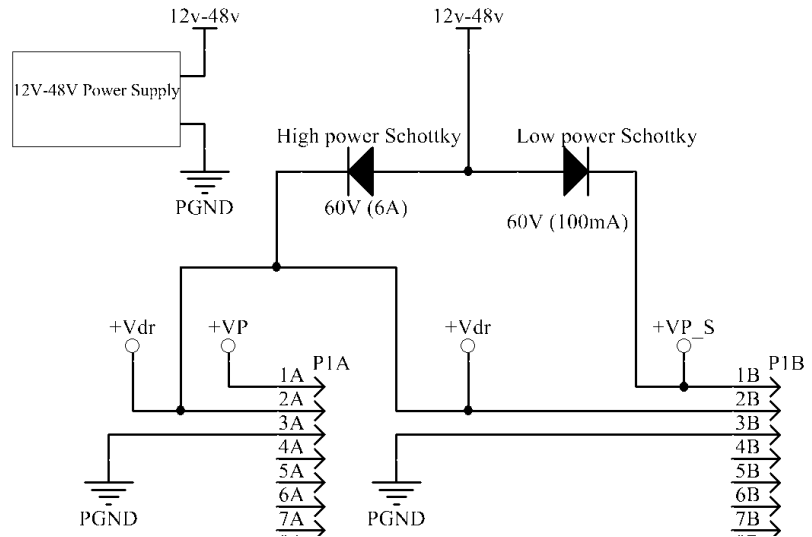 12v-48v
12v-48v
12V-48V Power Supply
High power Schottky
Low power Schottky
PGND
60V (6A)
60V (100mA)
+Vdr
+VP
+Vdr
+VP_S
P1A
P1B
1A
1B
2A
2B
3A
3B
4A
4B
5A
5B
6A
6B
PGND
PGND
7A
7B